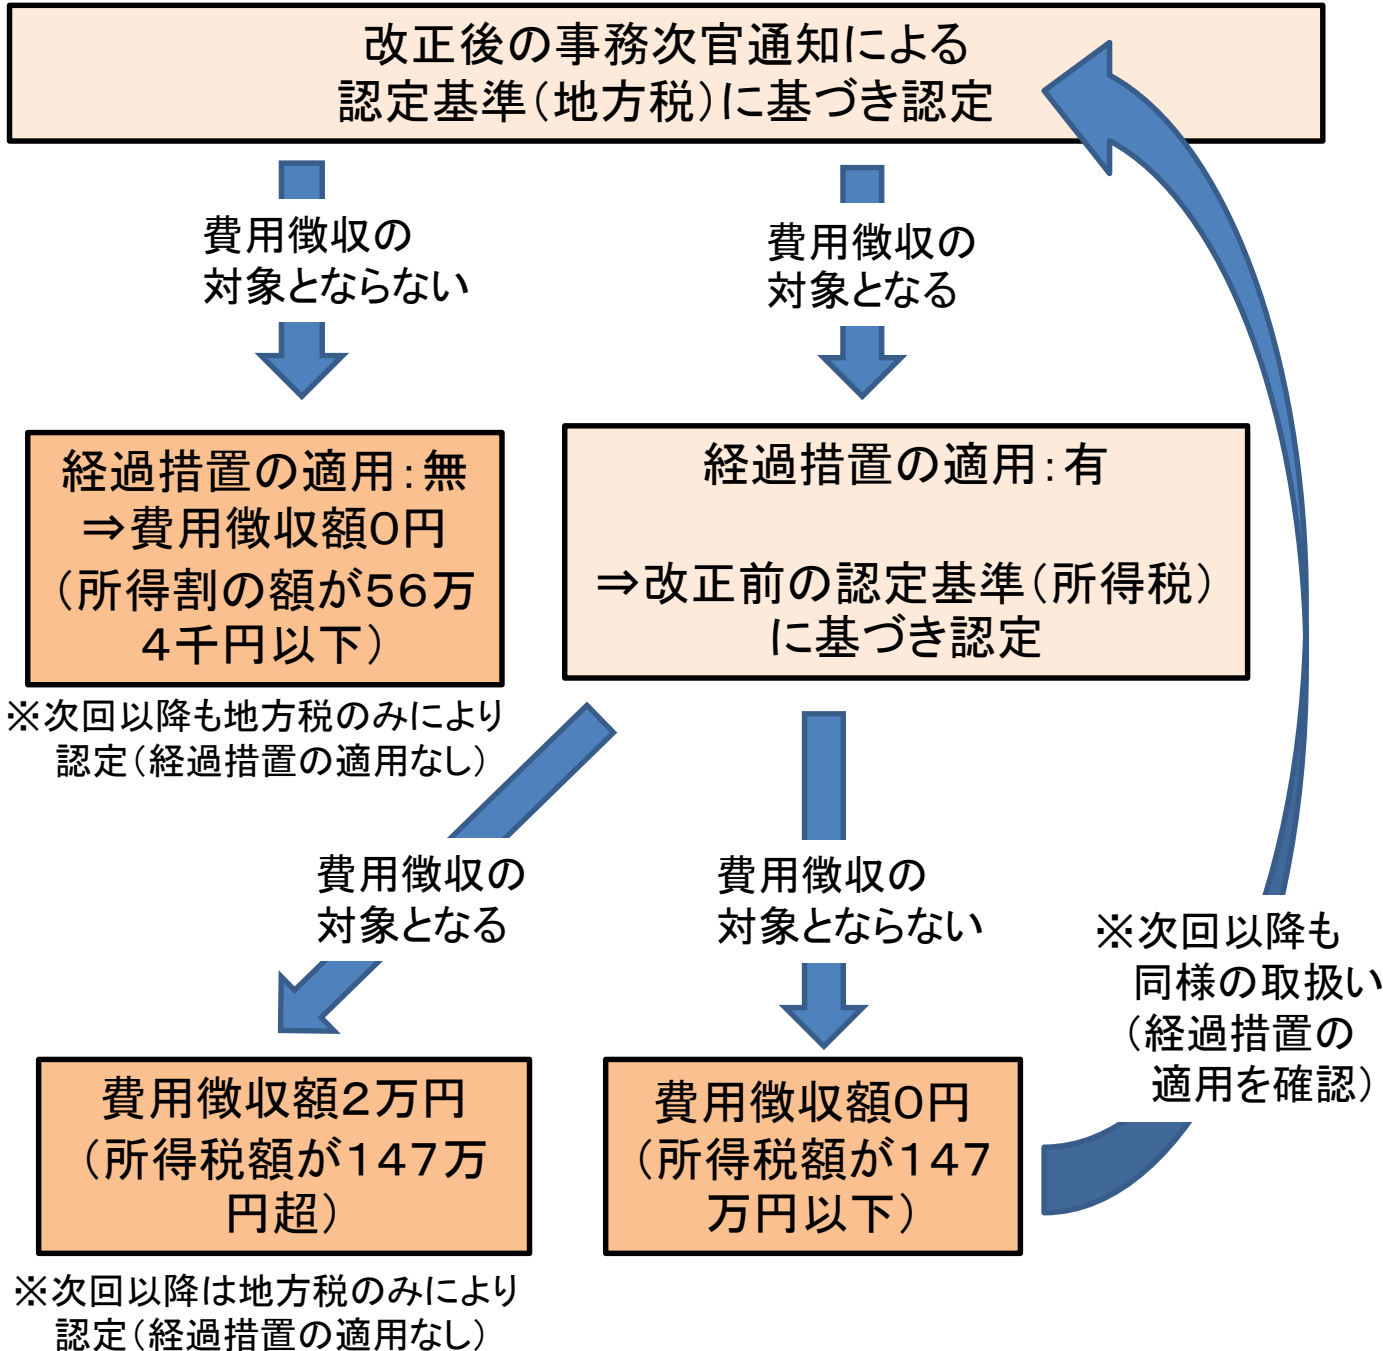 改正後の事務次官通知による
認定基準（地方税）に基づき認定
費用徴収の
対象とならない
費用徴収の
対象となる
経過措置の適用：無
⇒費用徴収額０円
（所得割の額が５６万
４千円以下）
※次回以降も地方税のみにより
認定（経過措置の適用なし）
経過措置の適用：有
⇒改正前の認定基準（所得税）
に基づき認定
費用徴収の
対象となる
費用徴収の
対象とならない
※次回以降も
同様の取扱い
（経過措置の
適用を確認）
費用徴収額２万円
（所得税額が１４７万
円超）
※次回以降は地方税のみにより
認定（経過措置の適用なし）
費用徴収額０円
（所得税額が１４７
万円以下）